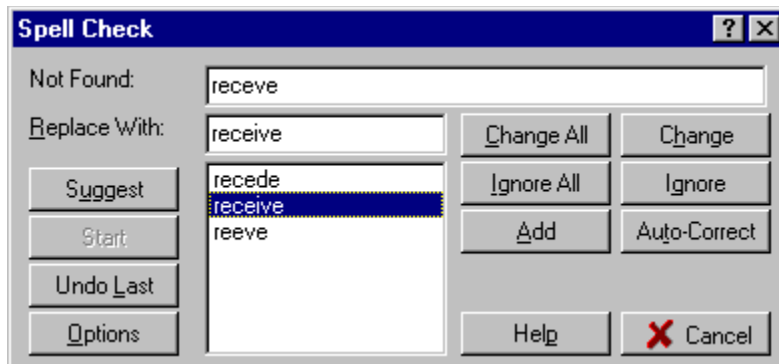 Spell Check
Not Found: receve
Replace With: receive Change All Change
Suggest recede Ignore All Ignore
receive
Start reeve Add Auto-Correct
Undo Last
Options Help Cancel